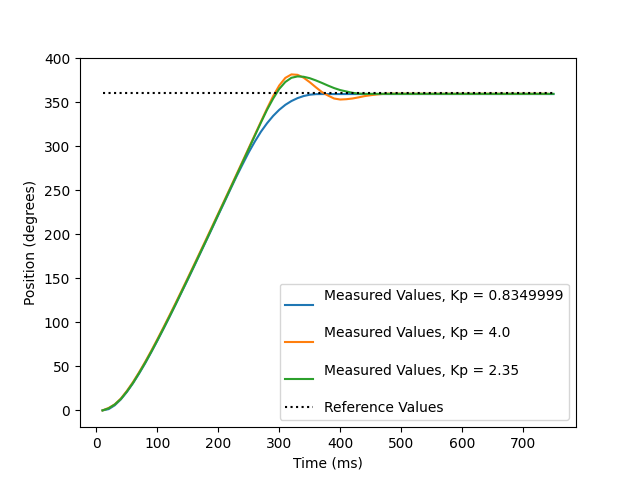 400
350
300
250
200
150
100
50
0
Position (degrees)
Measured Values, Kp = 0.8349999
Measured Values, Kp = 4.0
Measured Values, Kp = 2.35
Reference Values
0 100 200 300 400 500 600 700
Time (ms)